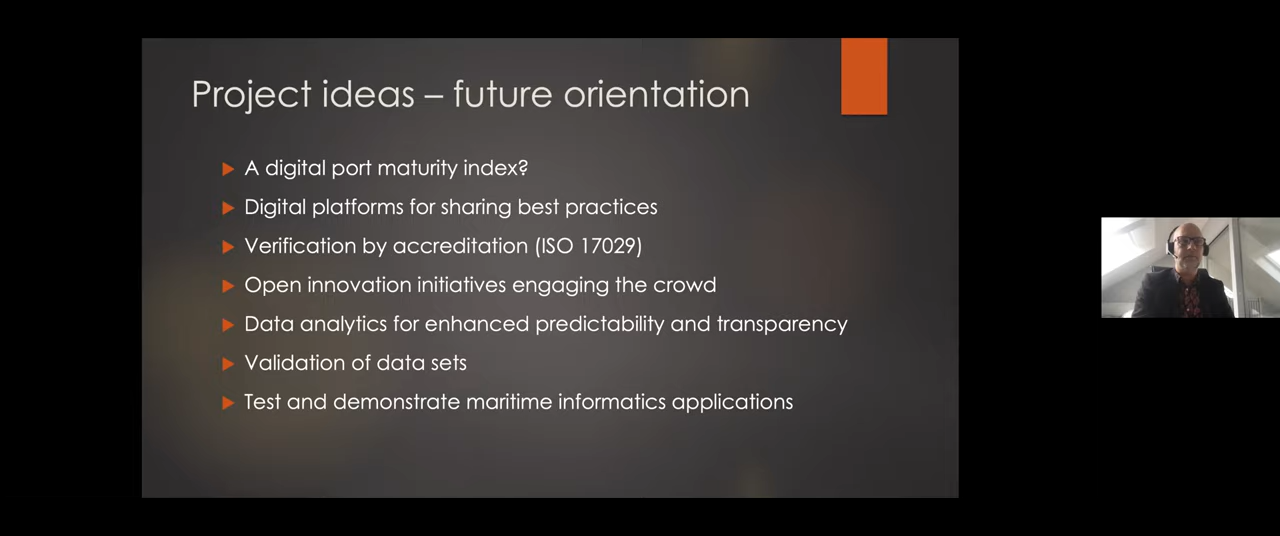 Project ideas – future orientation
A digital port maturity index?
Digital platforms for sharing best practices
Verification by accreditation (ISO 17029)
Open innovation initiatives engaging the crowd
Data analytics for enhanced predictability and transparency
Validation of data sets
Test and demonstrate maritime informatics applications